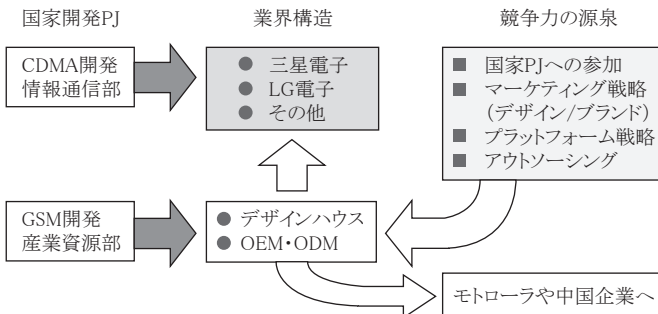 国家開発PJ
業界構造
競争力の源泉
CDMA開発
情報通信部
● 三星電子
● LG電子
● その他
■ 国家PJへの参加
■ マーケティング戦略
（デザイン/ブランド）
■ プラットフォーム戦略
■ アウトソーシング
GSM開発
産業資源部
● デザインハウス
● OEM・ODM
モトローラや中国企業へ